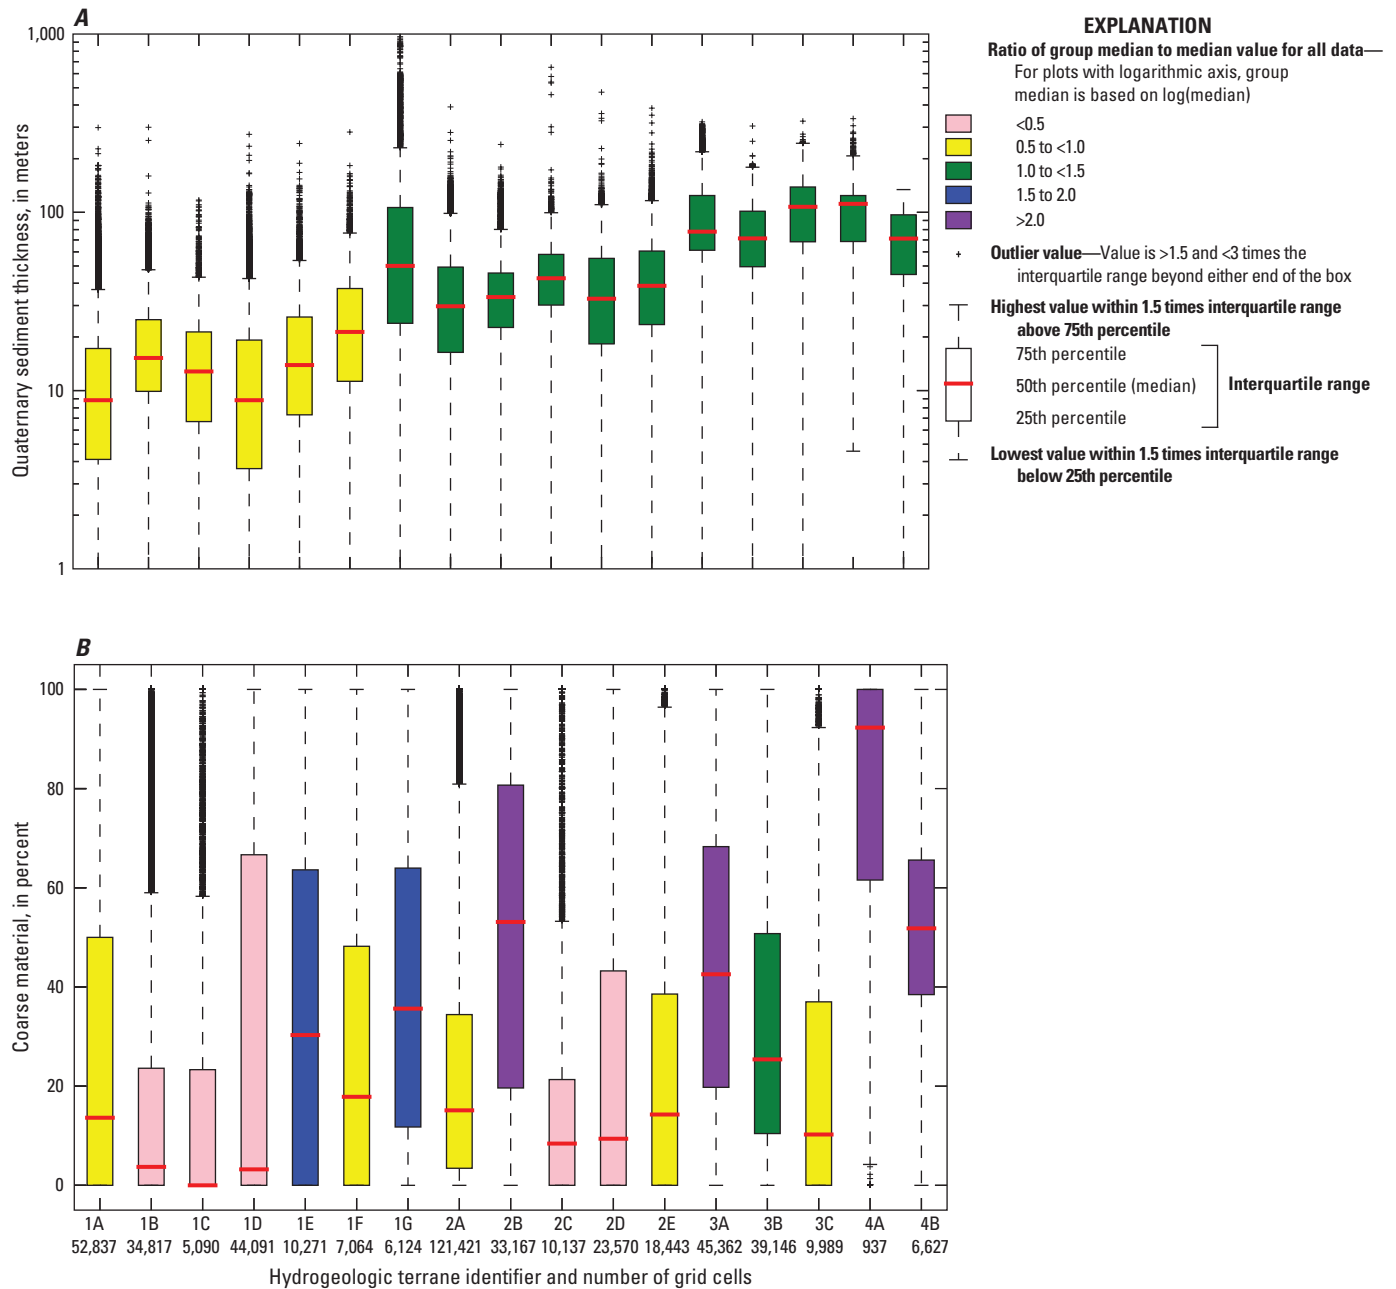 A
1,000
100
10
1
Quaternary sediment thickness, in meters
EXPLANATION
Ratio of group median to median value for all data—
For plots with logarithmic axis, group
median is based on log(median)
<0.5
0.5 to <1.0
1.0 to <1.5
1.5 to 2.0
>2.0
Outlier value—Value is >1.5 and <3 times the
interquartile range beyond either end of the box
Highest value within 1.5 times interquartile range
above 75th percentile
75th percentile
50th percentile (median)
Interquartile range
25th percentile
Lowest value within 1.5 times interquartile range
below 25th percentile
B
100
80
60
40
20
0
Coarse material, in percent
1A 1B 1C 1D 1E 1F 1G 2A 2B 2C 2D 2E 3A 3B 3C 4A 4B
52,837 34,817 5,090 44,091 10,271 7,064 6,124 121,421 33,167 10,137 23,570 18,443 45,362 39,146 9,989 937 6,627
Hydrogeologic terrane identifier and number of grid cells